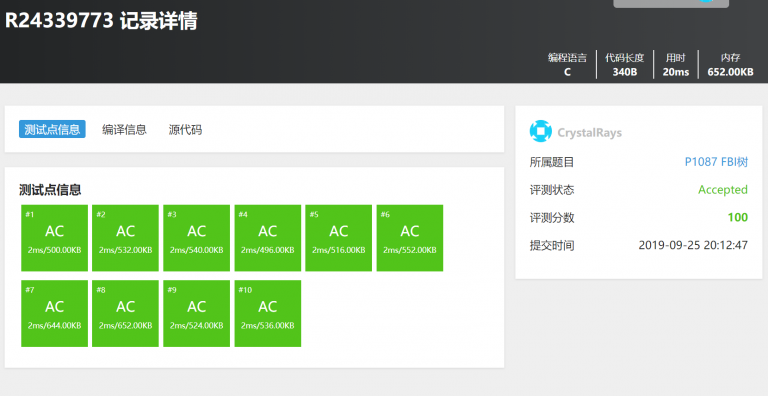 R24339773 记录详情
编程语言 代码长度 用时 内存
C 340B 20ms 652.00KB
测试点信息 编译信息 源代码
测试点信息
#1 #2 #3 #4 #5 #6
AC AC AC AC AC AC
2ms/500.00KB 2ms/532.00KB 2ms/540.00KB 2ms/496.00KB 2ms/516.00KB 2ms/552.00KB
#7 #8 #9 #10
AC AC AC AC
2ms/644.00KB 2ms/652.00KB 2ms/524.00KB 2ms/536.00KB
CrystalRays
所属题目 P1087 FBI树
评测状态 Accepted
评测分数 100
提交时间 2019-09-25 20:12:47